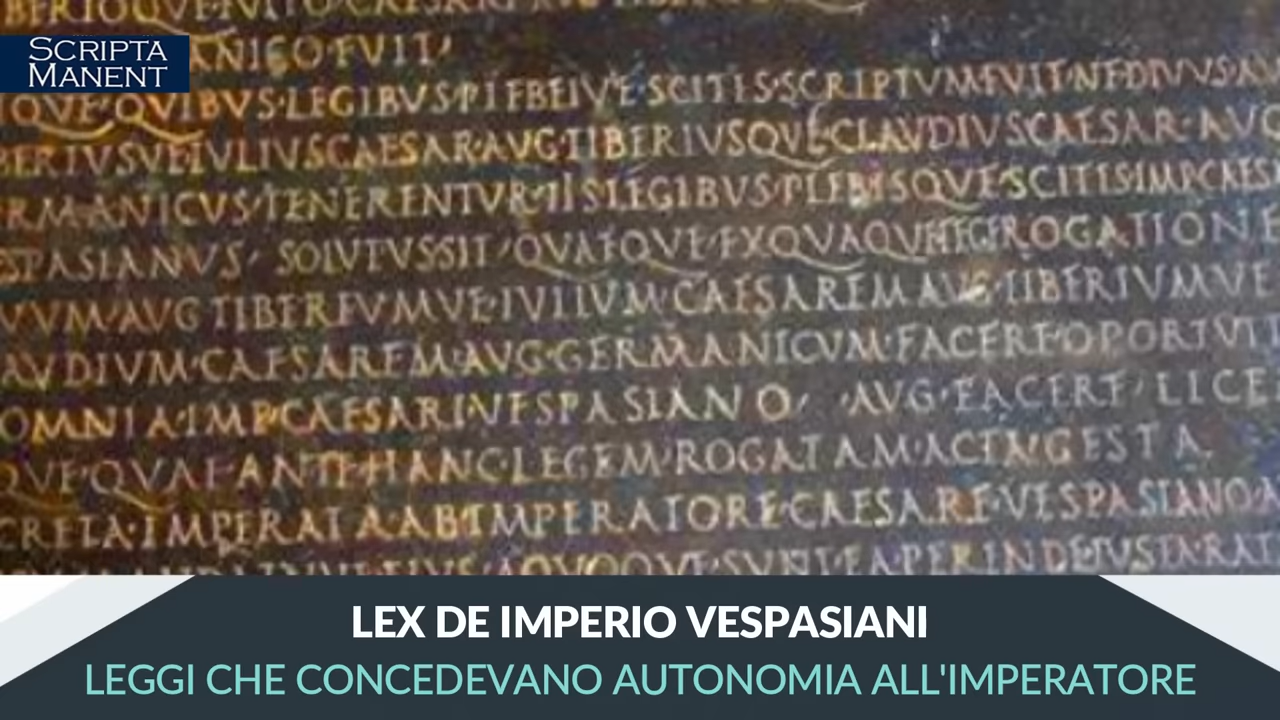 SCRIPTA
MANENT
ANICO·FVIT
QVE·QVIBVS·LEGIBVS·PLEBEIVE·SCITIS·SCRIPTVM·FVIT·NE·DIVVS·AV
BERIVSVE·IVLIVS·CAESAR·AVG·TIBERIVSQVE·CLAVDIVS·CAESAR·AVG
RMANICVS·TENERENTVR·IIS·LEGIBVS·PLEBISQVE·SCITIS·IMP·CAES
SPASIANVS· SOLVTVS SIT·QVAEQVE·EX QVAQVE ROGATIONE
VVM·AVG TIBERIVMVE·IVLIVM·CAESAREM AVG·TIBERIVMVE
AVDIVM·CAESAREM·AVG·GERMANICVM·FACERE·OPORTVIT
OMNIA·IMP·CAESARI·VESPASIANO· AVG·FACERE·LICE
QVE·QVAE ANTE HANC·LEGEM·ROGATAM·ACTA·GESTA
CRETA·IMPERATA AB IMPERATORE·CAESARE·VESPASIANO·A
LEX DE IMPERIO VESPASIANI
LEGGI CHE CONCEDEVANO AUTONOMIA ALL'IMPERATORE